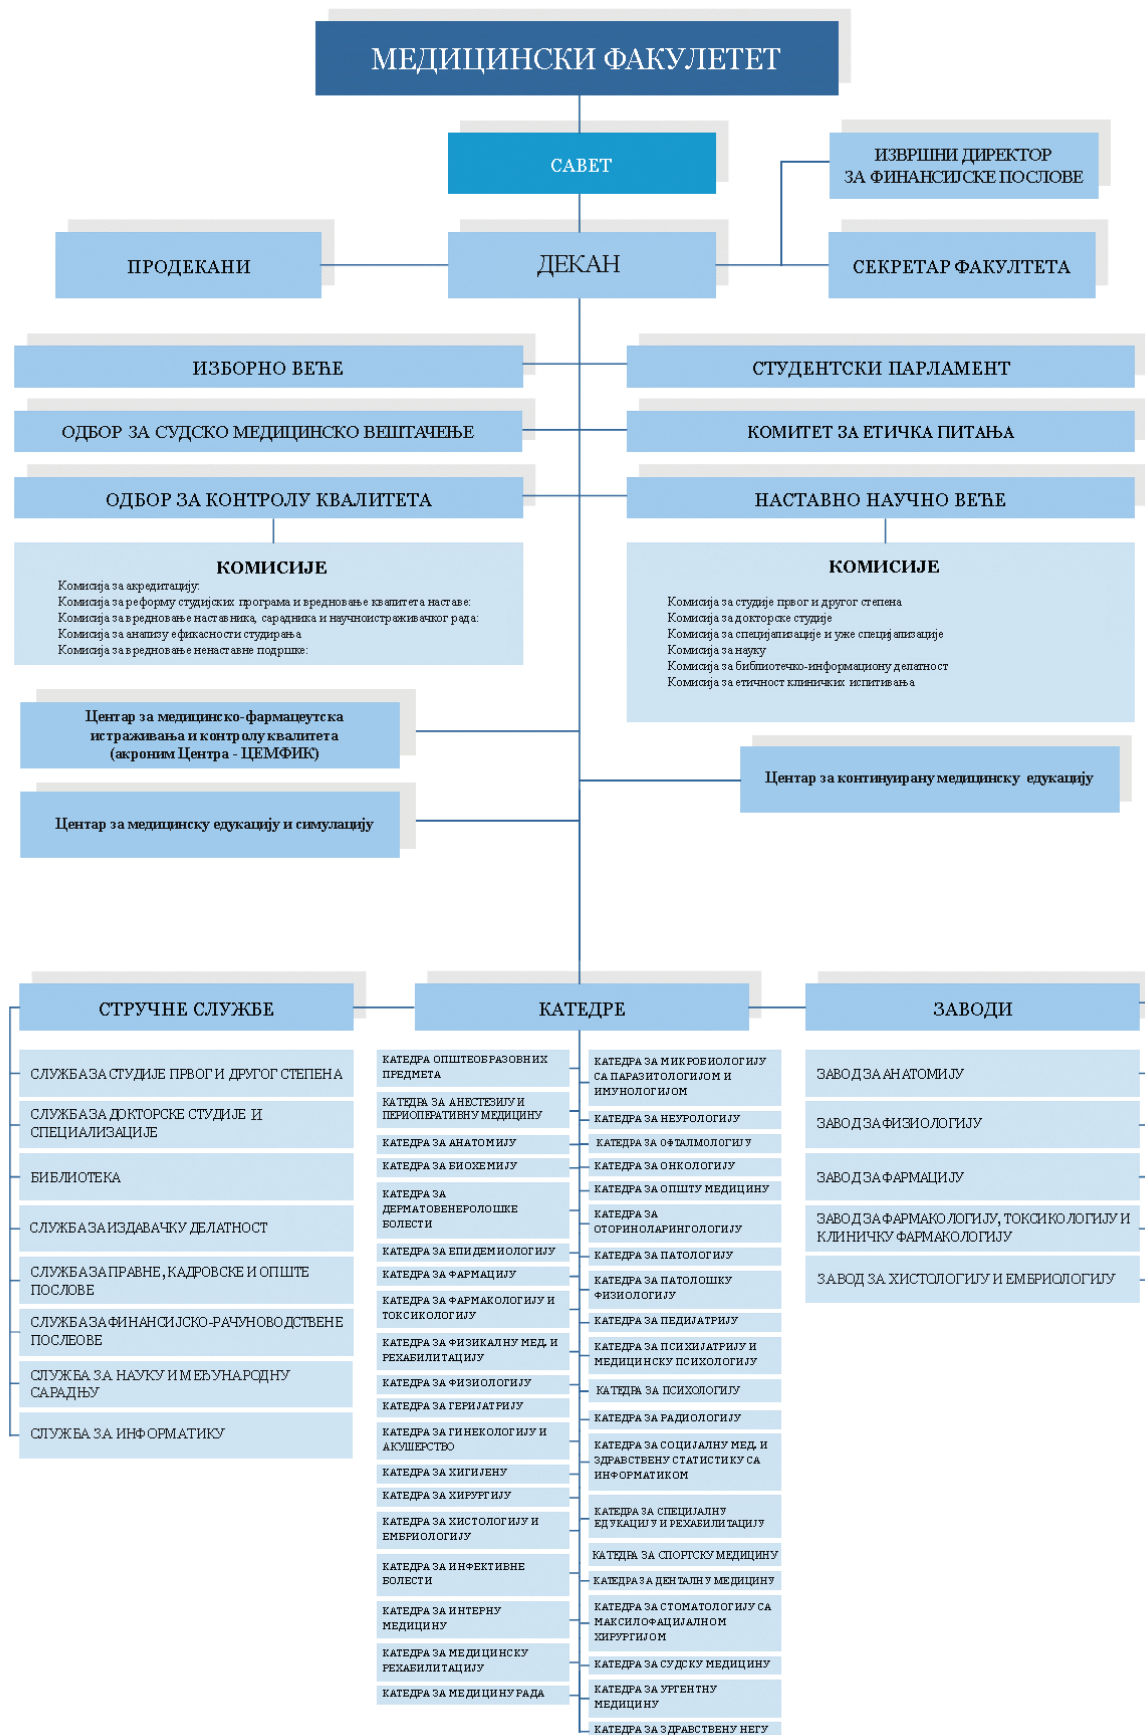 МЕДИЦИНСКИ ФАКУЛЕТЕТ
САВЕТ
ИЗВРШНИ ДИРЕКТОР
ЗА ФИНАНСИЈСКЕ ПОСЛОВЕ
ПРОДЕКАНИ
ДЕКАН
СЕКРЕТАР ФАКУЛТЕТА
ИЗБОРНО ВЕЋЕ
СТУДЕНТСКИ ПАРЛАМЕНТ
ОДБОР ЗА СУДСКО МЕДИЦИНСКО ВЕШТАЧЕЊЕ
КОМИТЕТ ЗА ЕТИЧКА ПИТАЊА
ОДБОР ЗА КОНТРОЛУ КВАЛИТЕТА
НАСТАВНО НАУЧНО ВЕЋЕ
КОМИСИЈЕ
Комисија за акредитацију:
Комисија за реформу студијских програма и вредновање квалитета наставе:
Комисија за вредновање наставника, сарадника и научноистраживачког рада:
Комисија за анализу ефикасности студирања
Комисија за вредновање ненаставне подршке:
КОМИСИЈЕ
Комисија за студије првог и другог степена
Комисија за докторске студије
Комисија за специјализације и уже специјализације
Комисија за науку
Комисија за библиотечко-информациону делатност
Комисија за етичност клиничких испитивања
Центар за медицинско-фармацеутска
истраживања и контролу квалитета
(акроним Центра - ЦЕМФИК)
Центар за континуирану медицинску едукацију
Центар за медицинску едукацију и симулацију
СТРУЧНЕ СЛУЖБЕ
СЛУЖБА ЗА СТУДИЈЕ ПРВОГ И ДРУГОГ СТЕПЕНА
СЛУЖБА ЗА ДОКТОРСКЕ СТУДИЈЕ И
СПЕЦИЈАЛИЗАЦИЈЕ
БИБЛИОТЕКА
СЛУЖБА ЗА ИЗДАВАЧКУ ДЕЛАТНОСТ
СЛУЖБА ЗА ПРАВНЕ, КАДРОВСКЕ И ОПШТЕ
ПОСЛОВЕ
СЛУЖБА ЗА ФИНАНСИЈСКО-РАЧУНОВОДСТВЕНЕ
ПОСЛЕОВЕ
СЛУЖБА ЗА НАУКУ И МЕЂУНАРОДНУ
САРАДЊУ
СЛУЖБА ЗА ИНФОРМАТИКУ
КАТЕДРЕ
КАТЕДРА ОПШТЕОБРАЗОВНИХ
ПРЕДМЕТА
КАТЕДРА ЗА АНЕСТЕЗИЈУ И
ПЕРИОПЕРАТИВНУ МЕДИЦИНУ
КАТЕДРА ЗА АНАТОМИЈУ
КАТЕДРА ЗА БИОХЕМИЈУ
КАТЕДРА ЗА
ДЕРМАТОВЕНЕРОЛОШКЕ
БОЛЕСТИ
КАТЕДРА ЗА ЕПИДЕМИОЛОГИЈУ
КАТЕДРА ЗА ФАРМАЦИЈУ
КАТЕДРА ЗА ФАРМАКОЛОГИЈУ И
ТОКСИКОЛОГИЈУ
КАТЕДРА ЗА ФИЗИКАЛНУ МЕД. И
РЕХАБИЛИТАЦИЈУ
КАТЕДРА ЗА ФИЗИОЛОГИЈУ
КАТЕДРА ЗА ГЕРИЈАТРИЈУ
КАТЕДРА ЗА ГИНЕКОЛОГИЈУ И
АКУШЕРСТВО
КАТЕДРА ЗА ХИГИЈЕНУ
КАТЕДРА ЗА ХИРУРГИЈУ
КАТЕДРА ЗА ХИСТОЛОГИЈУ И
ЕМБРИОЛОГИЈУ
КАТЕДРА ЗА ИНФЕКТИВНЕ
БОЛЕСТИ
КАТЕДРА ЗА ИНТЕРНУ
МЕДИЦИНУ
КАТЕДРА ЗА МЕДИЦИНСКУ
РЕХАБИЛИТАЦИЈУ
КАТЕДРА ЗА МЕДИЦИНУ РАДА
КАТЕДРА ЗА МИКРОБИОЛОГИЈУ
СА ПАРАЗИТОЛОГИЈОМ И
ИМУНОЛОГИЈОМ
КАТЕДРА ЗА НЕУРОЛОГИЈУ
КАТЕДРА ЗА ОФТАЛМОЛОГИЈУ
КАТЕДРА ЗА ОНКОЛОГИЈУ
КАТЕДРА ЗА ОПШТУ МЕДИЦИНУ
КАТЕДРА ЗА
ОТОРИНОЛАРИНГОЛОГИЈУ
КАТЕДРА ЗА ПАТОЛОГИЈУ
КАТЕДРА ЗА ПАТОЛОШКУ
ФИЗИОЛОГИЈУ
КАТЕДРА ЗА ПЕДИЈАТРИЈУ
КАТЕДРА ЗА ПСИХИЈАТРИЈУ И
МЕДИЦИНСКУ ПСИХОЛОГИЈУ
КАТЕДРА ЗА ПСИХОЛОГИЈУ
КАТЕДРА ЗА РАДИОЛОГИЈУ
КАТЕДРА ЗА СОЦИЈАЛНУ МЕД. И
ЗДРАВСТВЕНУ СТАТИСТИКУ СА
ИНФОРМАТИКОМ
КАТЕДРА ЗА СПЕЦИЈАЛНУ
ЕДУКАЦИЈУ И РЕХАБИЛИТАЦИЈУ
КАТЕДРА ЗА СПОРТСКУ МЕДИЦИНУ
КАТЕДРА ЗА ДЕНТАЛНУ МЕДИЦИНУ
КАТЕДРА ЗА СТОМАТОЛОГИЈУ СА
МАКСИЛОФАЦИЈАЛНОМ
ХИРУРГИЈОМ
КАТЕДРА ЗА СУДСКУ МЕДИЦИНУ
КАТЕДРА ЗА УРГЕНТНУ
МЕДИЦИНУ
КАТЕДРА ЗА ЗДРАВСТВЕНУ НЕГУ
ЗАВОДИ
ЗАВОД ЗА АНАТОМИЈУ
ЗАВОД ЗА ФИЗИОЛОГИЈУ
ЗАВОД ЗА ФАРМАЦИЈУ
ЗАВОД ЗА ФАРМАКОЛОГИЈУ, ТОКСИКОЛОГИЈУ И
КЛИНИЧКУ ФАРМАКОЛОГИЈУ
ЗАВОД ЗА ХИСТОЛОГИЈУ И ЕМБРИОЛОГИЈУ